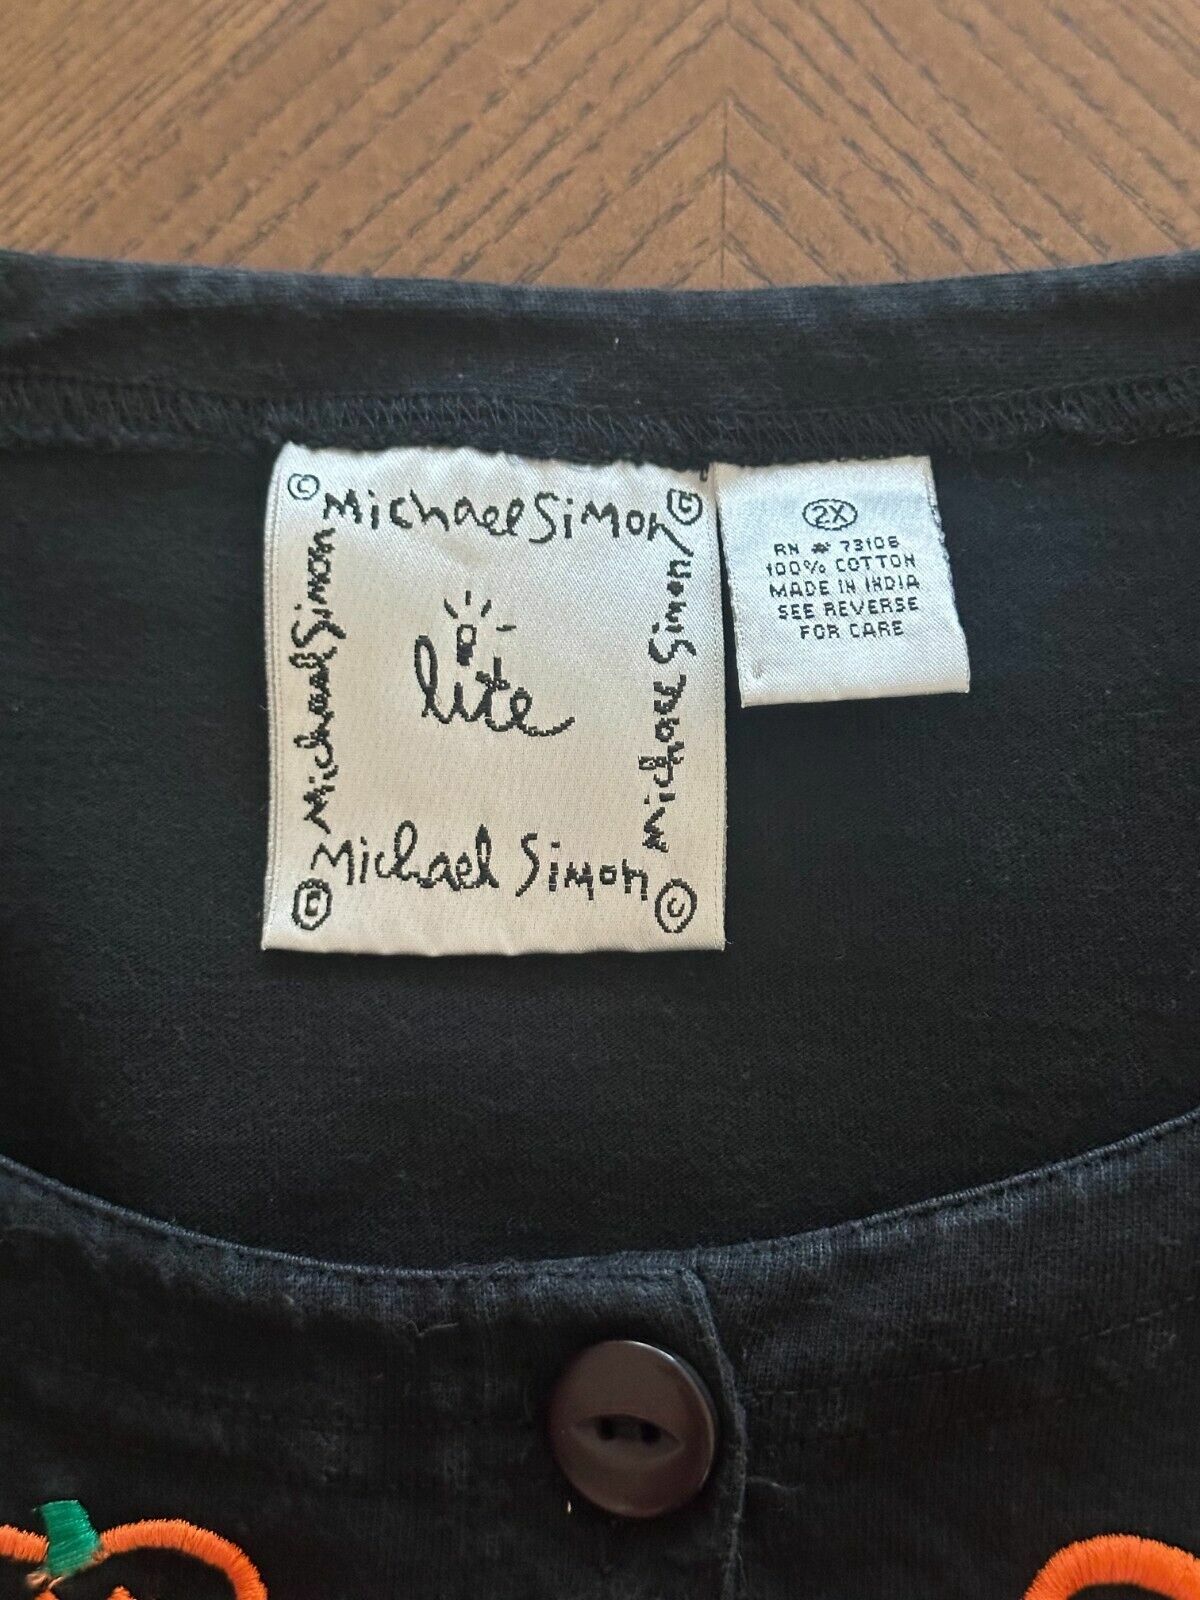 © Michael Simon ©
Michael Simon
Michael Simon
lite
© Michael Simon ©
2X
RN # 73106
100% COTTON
MADE IN INDIA
SEE REVERSE
FOR CARE